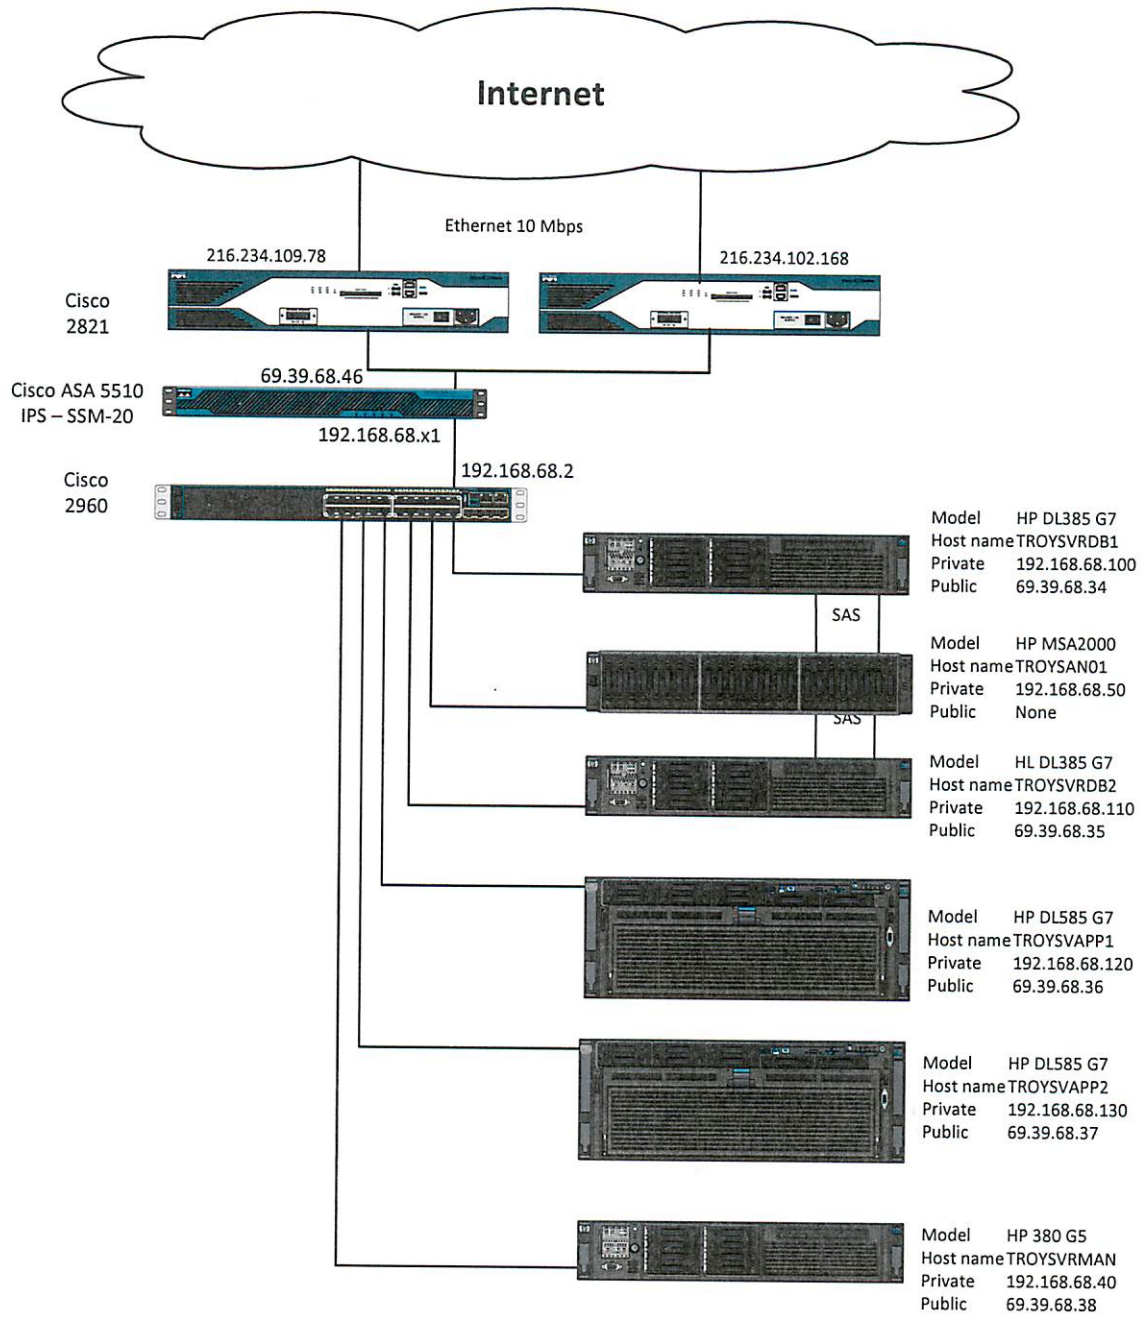 Internet
Ethernet 10 Mbps
216.234.109.78
216.234.102.168
Cisco
2821
69.39.68.46
Cisco ASA 5510
IPS – SSM-20
192.168.68.x1
192.168.68.2
Cisco
2960
Model HP DL385 G7
Host name TROYSVRDB1
Private 192.168.68.100
Public 69.39.68.34
SAS
Model HP MSA2000
Host name TROYSAN01
Private 192.168.68.50
Public None
SAS
Model HL DL385 G7
Host name TROYSVRDB2
Private 192.168.68.110
Public 69.39.68.35
Model HP DL585 G7
Host name TROYSVAPP1
Private 192.168.68.120
Public 69.39.68.36
Model HP DL585 G7
Host name TROYSVAPP2
Private 192.168.68.130
Public 69.39.68.37
Model HP 380 G5
Host name TROYSVRMAN
Private 192.168.68.40
Public 69.39.68.38